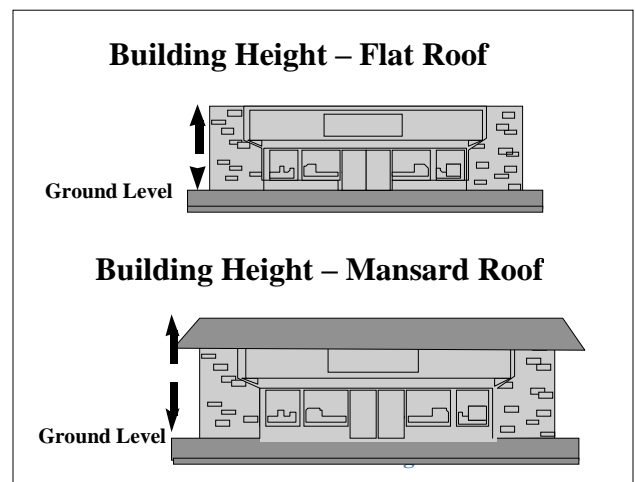 Building Height – Flat Roof
Ground Level
Building Height – Mansard Roof
Ground Level